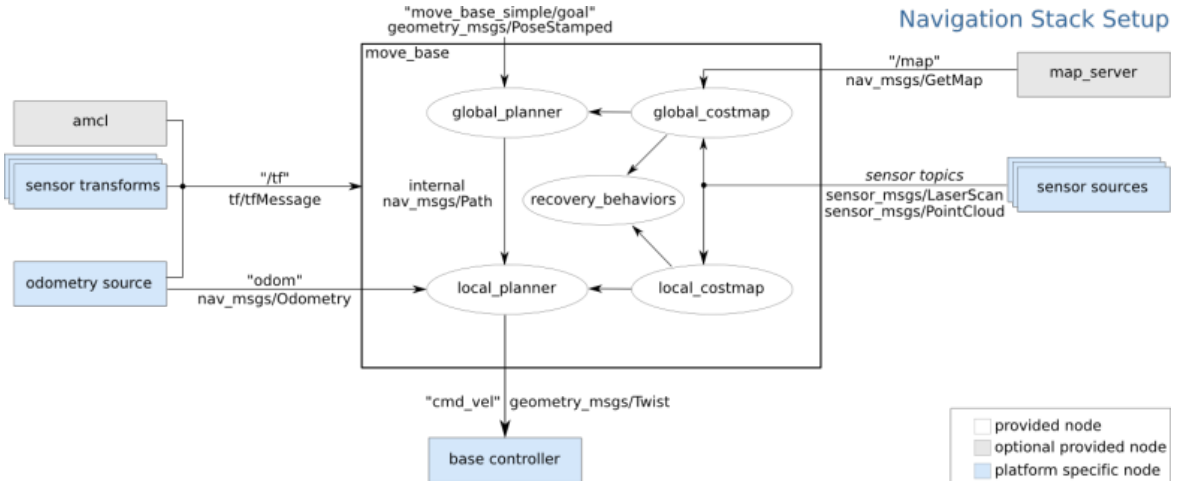 Navigation Stack Setup
"move_base_simple/goal"
geometry_msgs/PoseStamped
move_base
"/map"
nav_msgs/GetMap
map_server
global_planner
global_costmap
amcl
sensor transforms
"/tf"
tf/tfMessage
internal
nav_msgs/Path
recovery_behaviors
sensor topics
sensor_msgs/LaserScan
sensor_msgs/PointCloud
sensor sources
odometry source
"odom"
nav_msgs/Odometry
local_planner
local_costmap
"cmd_vel" geometry_msgs/Twist
base controller
provided node
optional provided node
platform specific node